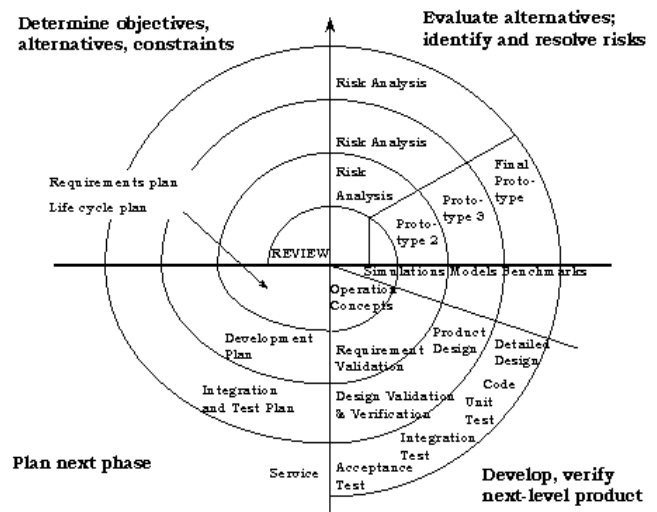 Determine objectives,
alternatives, constraints
Evaluate alternatives;
identify and resolve risks
Risk Analysis
Risk Analysis
Risk
Analysis
Requirements plan
Life cycle plan
Final
Proto-
type
Proto-
type 3
Proto-
type 2
REVIEW
Simulations Models Benchmarks
Operation
Concepts
Development
Plan
Requirement
Validation
Product
Design
Detailed
Design
Integration
and Test Plan
Design Validation
& Verification
Code
Unit
Test
Integration
Test
Acceptance
Test
Service
Plan next phase
Develop, verify
next-level product